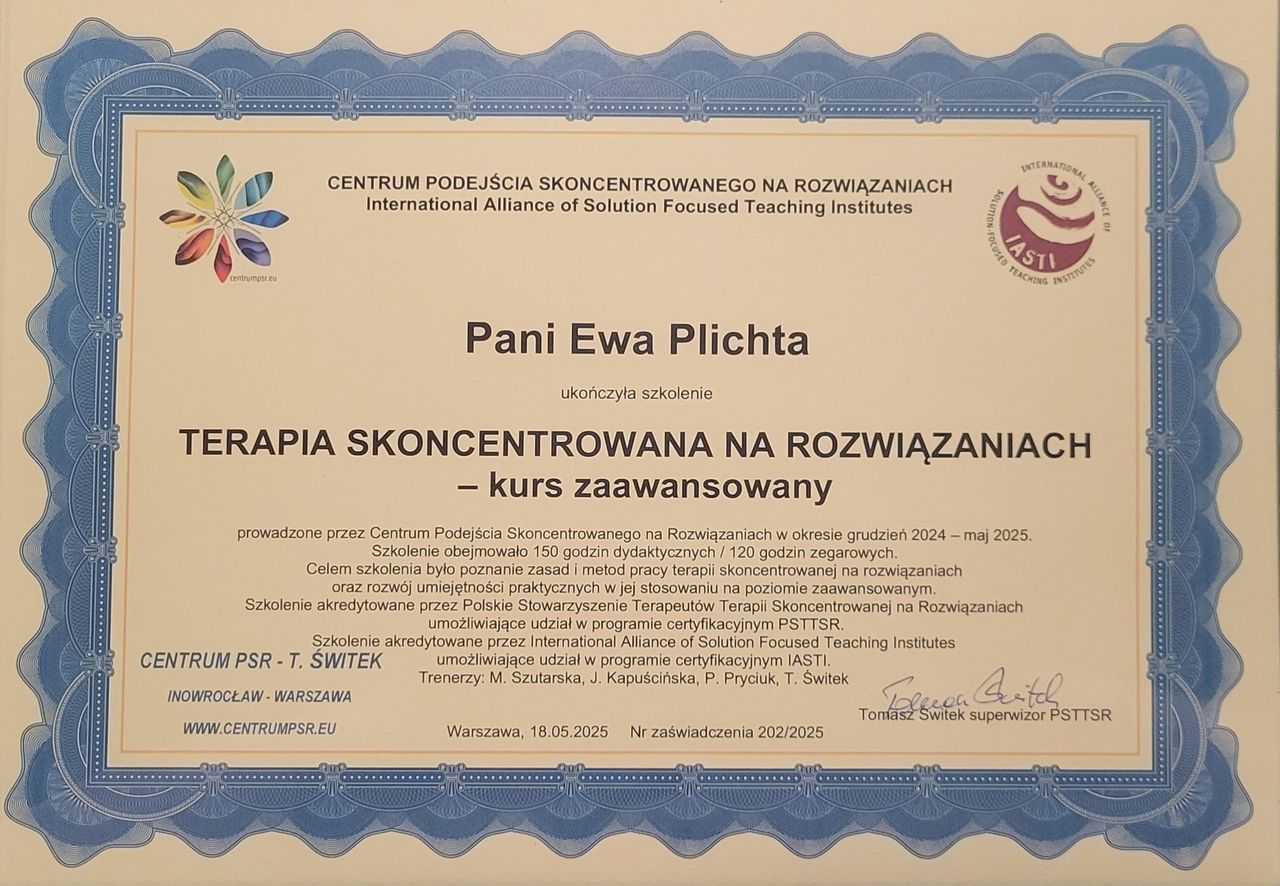 CENTRUM PODEJŚCIA SKONCENTROWANEGO NA ROZWIĄZANIACH
International Alliance of Solution Focused Teaching Institutes
centrumpsr.eu
INTERNATIONAL ALLIANCE OF
SOLUTION-FOCUSED TEACHING INSTITUTES
IASTI
Pani Ewa Plichta
ukończyła szkolenie
TERAPIA SKONCENTROWANA NA ROZWIĄZANIACH
– kurs zaawansowany
prowadzone przez Centrum Podejścia Skoncentrowanego na Rozwiązaniach w okresie grudzień 2024 – maj 2025.
Szkolenie obejmowało 150 godzin dydaktycznych / 120 godzin zegarowych.
Celem szkolenia było poznanie zasad i metod pracy terapii skoncentrowanej na rozwiązaniach
oraz rozwój umiejętności praktycznych w jej stosowaniu na poziomie zaawansowanym.
Szkolenie akredytowane przez Polskie Stowarzyszenie Terapeutów Terapii Skoncentrowanej na Rozwiązaniach
umożliwiające udział w programie certyfikacyjnym PSTTSR.
Szkolenie akredytowane przez International Alliance of Solution Focused Teaching Institutes
umożliwiające udział w programie certyfikacyjnym IASTI.
Trenerzy: M. Szutarska, J. Kapuścińska, P. Pryciuk, T. Świtek
CENTRUM PSR - T. ŚWITEK
INOWROCŁAW - WARSZAWA
WWW.CENTRUMPSR.EU
Tomasz Świtek
Tomasz Świtek superwizor PSTTSR
Warszawa, 18.05.2025 Nr zaświadczenia 202/2025